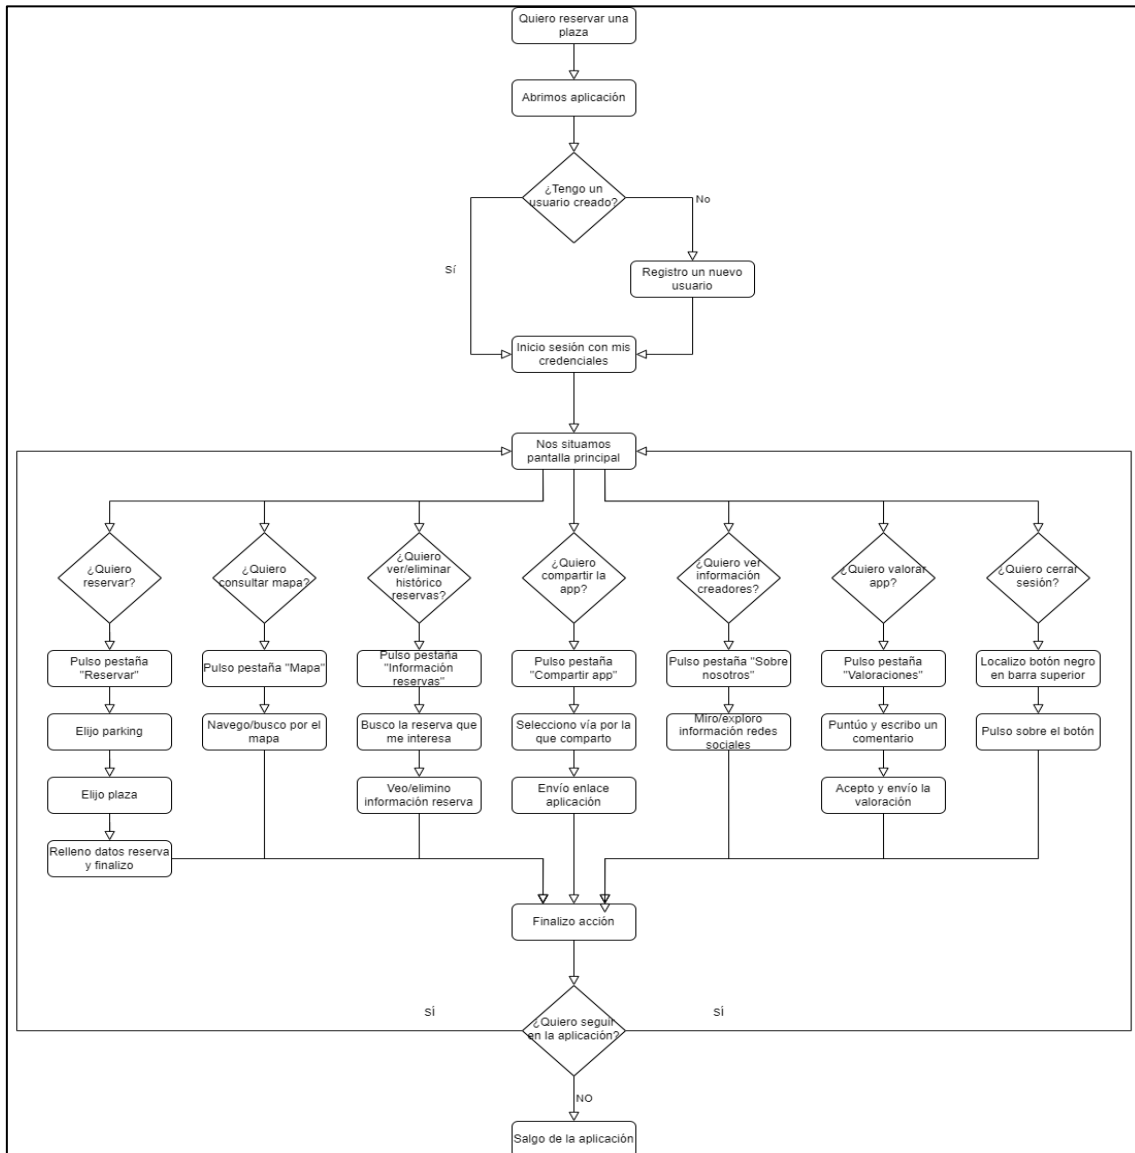 Quiero reservar una
plaza
Abrimos aplicación
¿Tengo un
usuario creado?
No
Sí
Registro un nuevo
usuario
Inicio sesión con mis
credenciales
Nos situamos
pantalla principal
¿Quiero
reservar?
¿Quiero
consultar mapa?
¿Quiero
ver/eliminar
histórico
reservas?
¿Quiero
compartir la
app?
¿Quiero ver
información
creadores?
¿Quiero valorar
app?
¿Quiero cerrar
sesión?
Pulso pestaña
"Reservar"
Pulso pestaña "Mapa"
Pulso pestaña
"Información
reservas"
Pulso pestaña
"Compartir app"
Pulso pestaña "Sobre
nosotros"
Pulso pestaña
"Valoraciones"
Localizo botón negro
en barra superior
Elijo parking
Navego/busco por el
mapa
Busco la reserva que
me interesa
Selecciono vía por la
que comparto
Miro/exploro
información redes
sociales
Puntúo y escribo un
comentario
Pulso sobre el botón
Elijo plaza
Veo/elimino
información reserva
Envío enlace
aplicación
Acepto y envío la
valoración
Relleno datos reserva
y finalizo
Finalizo acción
¿Quiero seguir
en la aplicación?
SÍ
SÍ
NO
Salgo de la aplicación